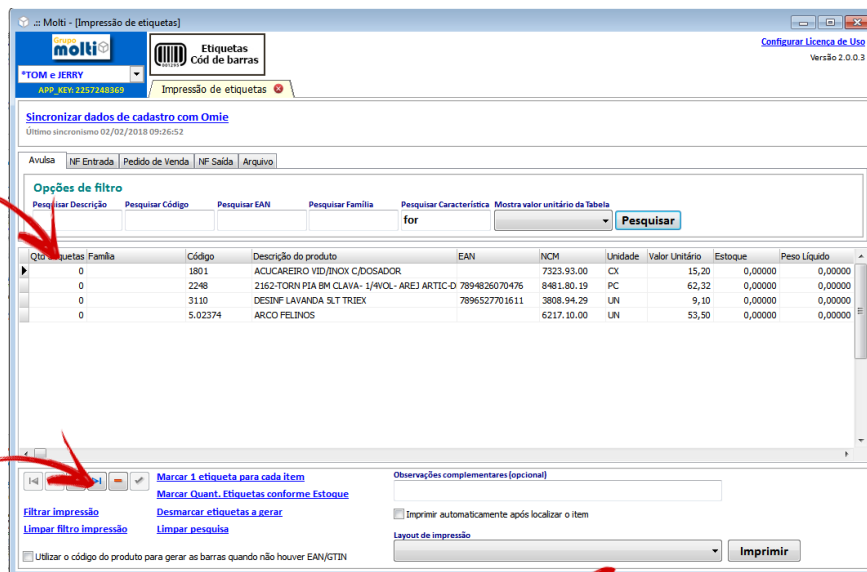 .:: Molti - [Impressão de etiquetas]
Grupo
molti
Etiquetas
Cód de barras
001295
Configurar Licença de Uso
Versão 2.0.0.3
*TOM e JERRY
APP_KEY: 2257248369
Impressão de etiquetas
Sincronizar dados de cadastro com Omie
Último sincronismo 02/02/2018 09:26:52
Avulsa NF Entrada Pedido de Venda NF Saída Arquivo
Opções de filtro
Pesquisar Descrição Pesquisar Código Pesquisar EAN Pesquisar Família Pesquisar Característica Mostra valor unitário da Tabela
for Pesquisar
Qtd etiquetas Família Código Descrição do produto EAN NCM Unidade Valor Unitário Estoque Peso Líquido
0 1801 ACUCAREIRO VID/INOX C/DOSADOR 7323.93.00 CX 15,20 0,00000 0,00000
0 2248 2162-TORN PIA BM CLAVA- 1/4VOL- AREJ ARTIC-D 7894826070476 8481.80.19 PC 62,32 0,00000 0,00000
0 3110 DESINF LAVANDA 5LT TRIEX 7896527701611 3808.94.29 UN 9,10 0,00000 0,00000
0 5.02374 ARCO FELINOS 6217.10.00 UN 53,50 0,00000 0,00000
Marcar 1 etiqueta para cada item
Marcar Quant. Etiquetas conforme Estoque
Filtrar impressão Desmarcar etiquetas a gerar
Limpar filtro impressão Limpar pesquisa
Utilizar o código do produto para gerar as barras quando não houver EAN/GTIN
Observações complementares (opcional)
Imprimir automaticamente após localizar o item
Layout de impressão
Imprimir